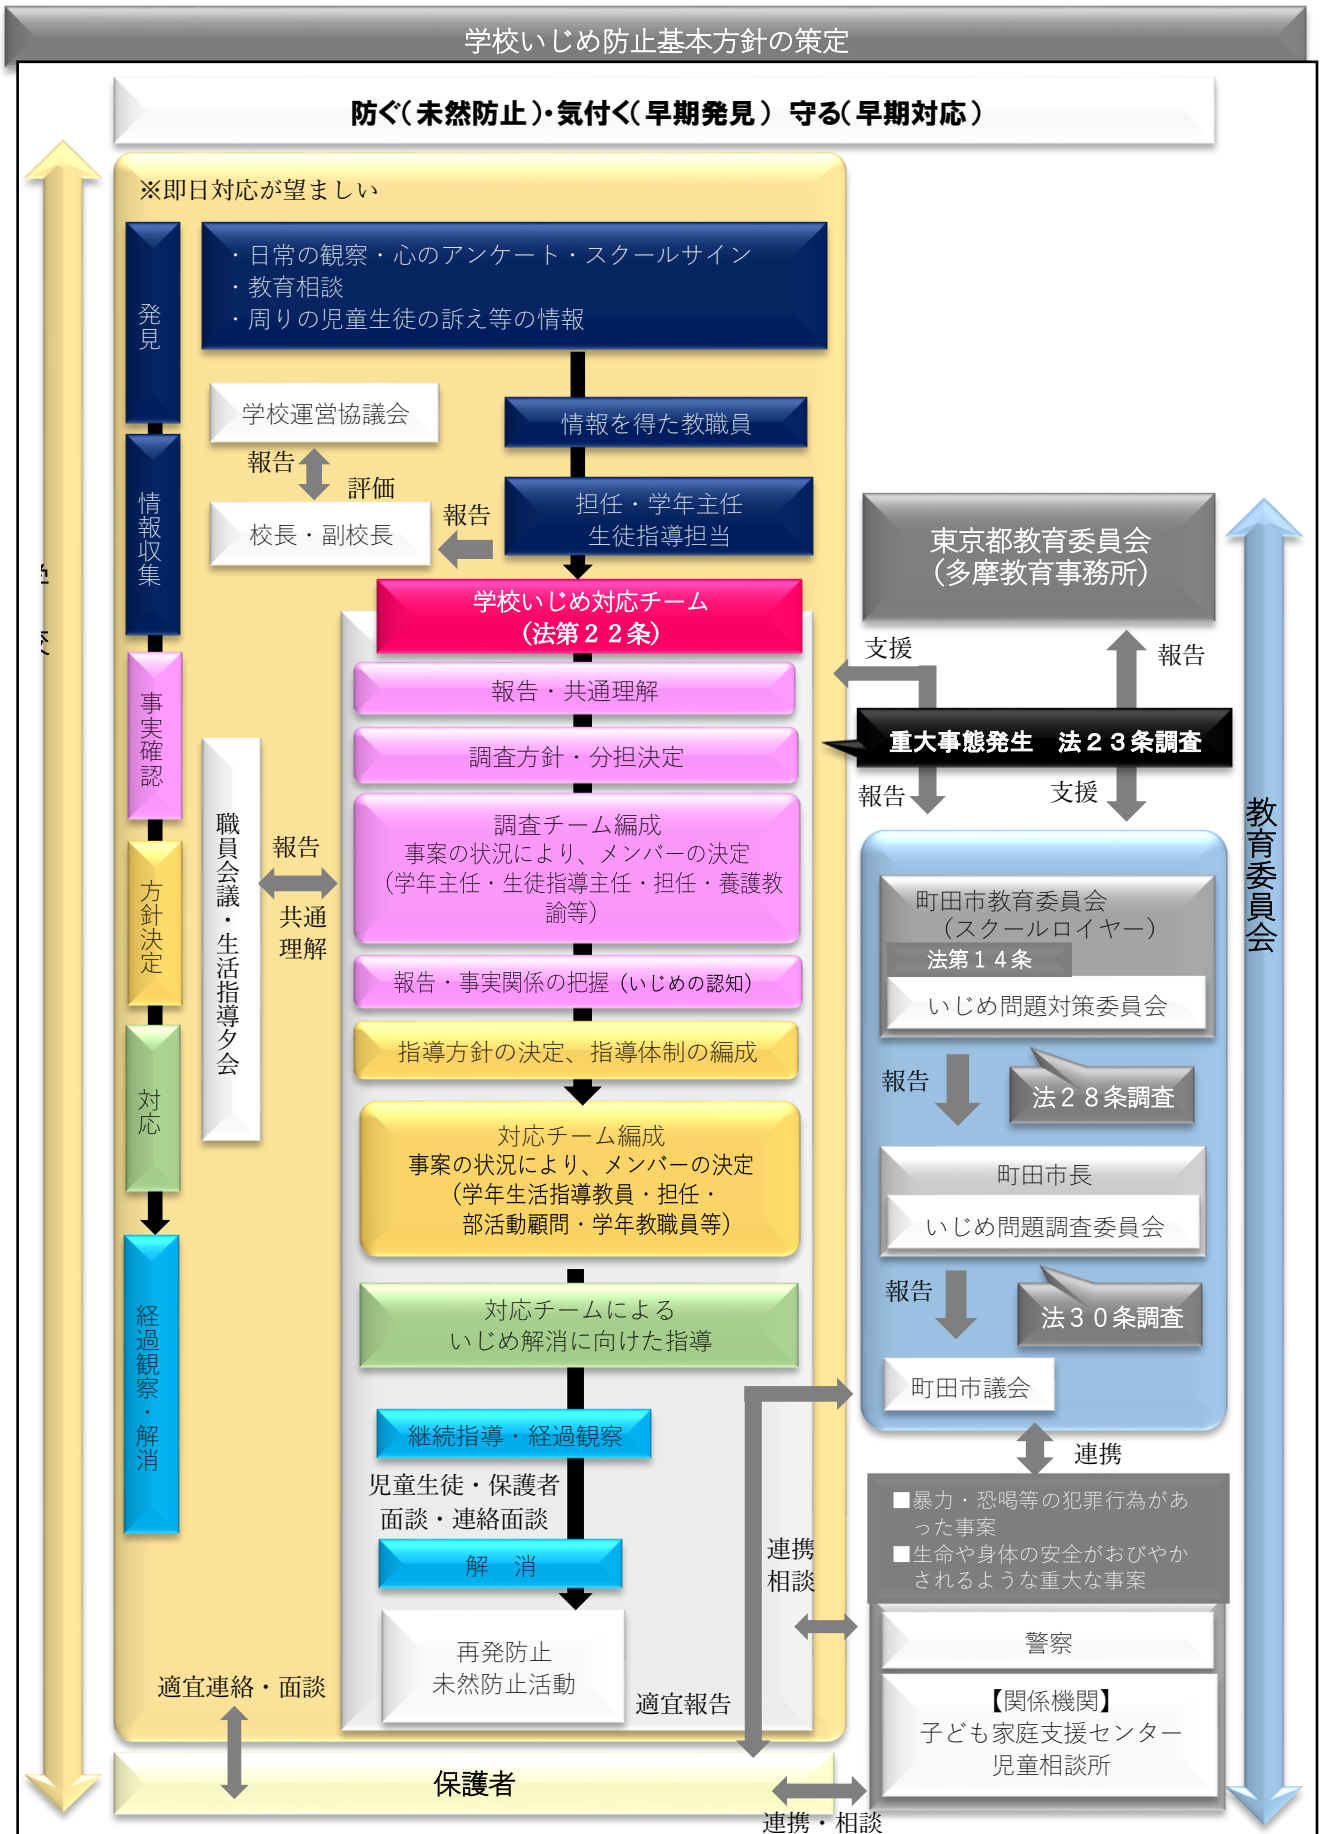 学校いじめ防止基本方針の策定
防ぐ(未然防止)・気付く(早期発見) 守る(早期対応)
※即日対応が望ましい
発見
・日常の観察・心のアンケート・スクールサイン
・教育相談
・周りの児童生徒の訴え等の情報
学校運営協議会
情報を得た教職員
報告
評価
情報収集
校長・副校長
報告
担任・学年主任
生徒指導担当
学校いじめ対応チーム
(法第２２条)
事実確認
報告・共通理解
調査方針・分担決定
調査チーム編成
事案の状況により、メンバーの決定
(学年主任・生徒指導主任・担任・養護教
諭等)
職員会議・生活指導夕会
報告
共通
理解
方針決定
報告・事実関係の把握 (いじめの認知)
指導方針の決定、指導体制の編成
対応
対応チーム編成
事案の状況により、メンバーの決定
(学年生活指導教員・担任・
部活動顧問・学年教職員等)
経過観察・解消
対応チームによる
いじめ解消に向けた指導
継続指導・経過観察
児童生徒・保護者
面談・連絡面談
解　消
再発防止
未然防止活動
適宜連絡・面談
適宜報告
保護者
東京都教育委員会
(多摩教育事務所)
支援
報告
重大事態発生　法２３条調査
報告
支援
教育委員会
町田市教育委員会
(スクールロイヤー)
法第１４条
いじめ問題対策委員会
報告
法２８条調査
町田市長
いじめ問題調査委員会
報告
法３０条調査
町田市議会
連携
■暴力・恐喝等の犯罪行為があ
った事案
■生命や身体の安全がおびやか
されるような重大な事案
連携
相談
警察
【関係機関】
子ども家庭支援センター
児童相談所
連携・相談